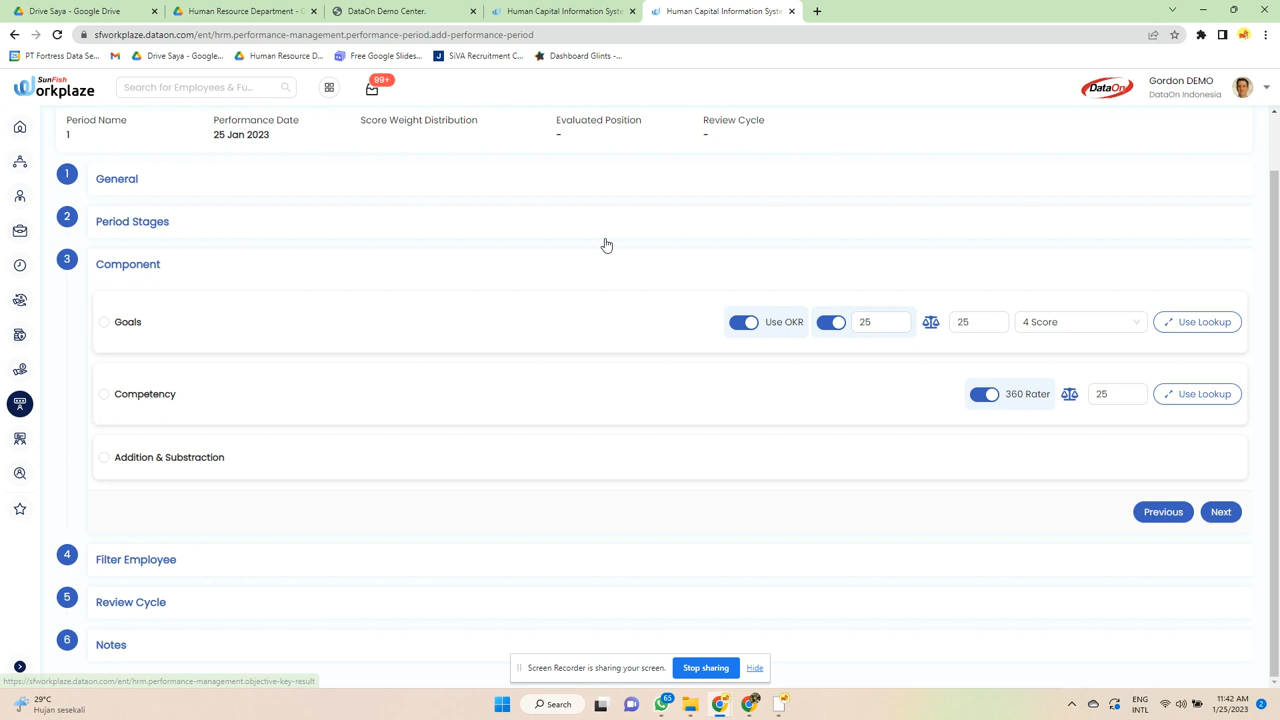 Drive Saya - Google Drive
Human Resource Department - G
DataOn Demo Center.
Human Capital Information Syste
Human Capital Information Syste
sfworkplaze.dataon.com/ent/hrm.performance-management.performance-period.add-performance-period
PT Fortress Data Se...
Drive Saya - Google...
Human Resource D...
Free Google Slides...
SiVA Recruitment C...
Dashboard Glints –...
SunFish
orkplaze
Search for Employees & Fu...
99+
DataOn
Gordon DEMO
DataOn Indonesia
Period Name
Performance Date
Score Weight Distribution
Evaluated Position
Review Cycle
1
25 Jan 2023
-
-
1
General
2
Period Stages
3
Component
Goals
Use OKR
25
25
4 Score
Use Lookup
Competency
360 Rater
25
Use Lookup
Addition & Substraction
Previous
Next
4
Filter Employee
5
Review Cycle
6
Notes
Screen Recorder is sharing your screen.
Stop sharing
Hide
https://sfworkplaze.dataon.com/ent/hrm.performance-management.objective-key-result
29°C
Hujan sesekali
Search
65
ENG
INTL
11:42 AM
1/25/2023
2